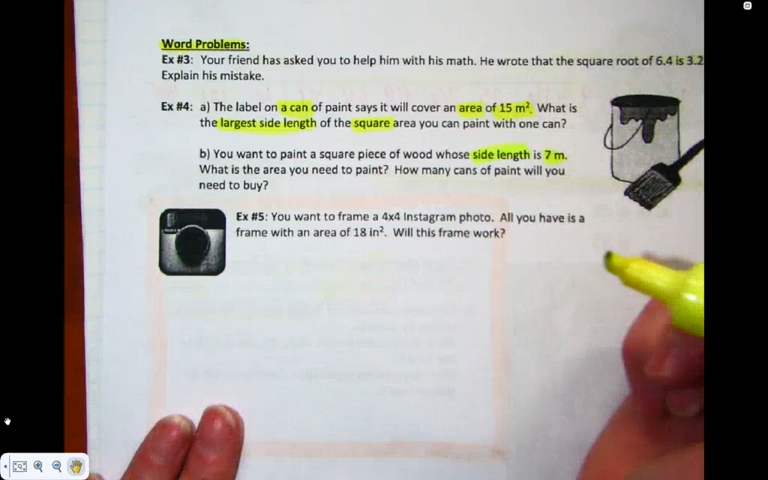 Word Problems:
Ex #3: Your friend has asked you to help him with his math. He wrote that the square root of 6.4 is 3.2
Explain his mistake.
Ex #4: a) The label on a can of paint says it will cover an area of 15 m². What is
the largest side length of the square area you can paint with one can?
b) You want to paint a square piece of wood whose side length is 7 m.
What is the area you need to paint? How many cans of paint will you
need to buy?
Ex #5: You want to frame a 4x4 Instagram photo. All you have is a
frame with an area of 18 in². Will this frame work?